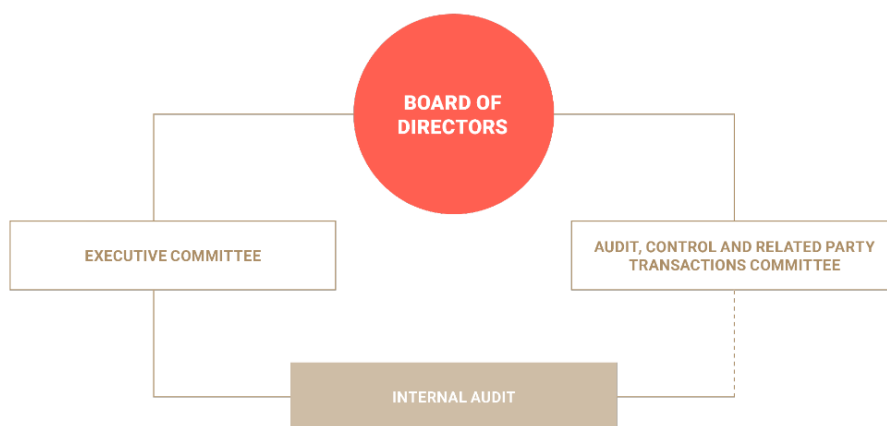 BOARD OF
DIRECTORS
EXECUTIVE COMMITTEE
AUDIT, CONTROL AND RELATED PARTY
TRANSACTIONS COMMITTEE
INTERNAL AUDIT